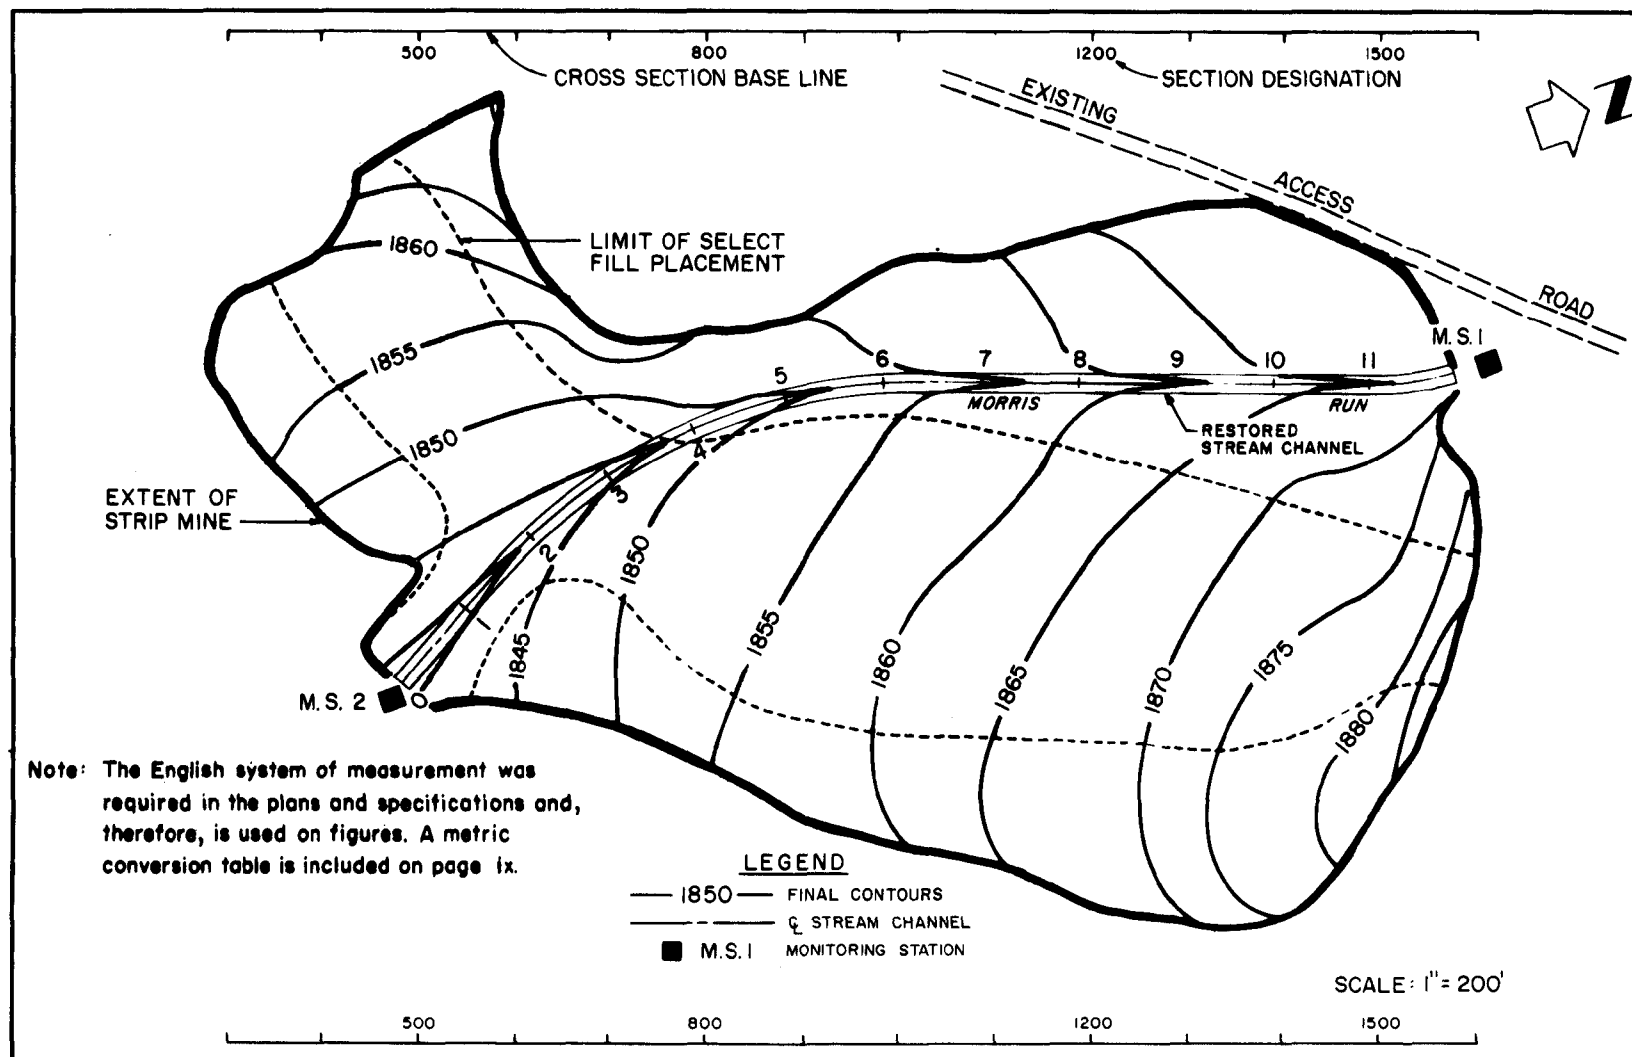 500 800 1200 1500
CROSS SECTION BASE LINE
SECTION DESIGNATION
N
EXISTING
ACCESS
ROAD
LIMIT OF SELECT
FILL PLACEMENT
1860
1855
1850
M.S.1
5
6
7
8
9
10
11
MORRIS
RUN
RESTORED
STREAM CHANNEL
4
3
2
EXTENT OF
STRIP MINE
1845
1850
1855
1860
1865
1870
1875
1880
M.S. 2
0
Note: The English system of measurement was
required in the plans and specifications and,
therefore, is used on figures. A metric
conversion table is included on page ix.
LEGEND
1850 FINAL CONTOURS
℄ STREAM CHANNEL
M.S.1 MONITORING STATION
SCALE: 1"= 200'
500 800 1200 1500